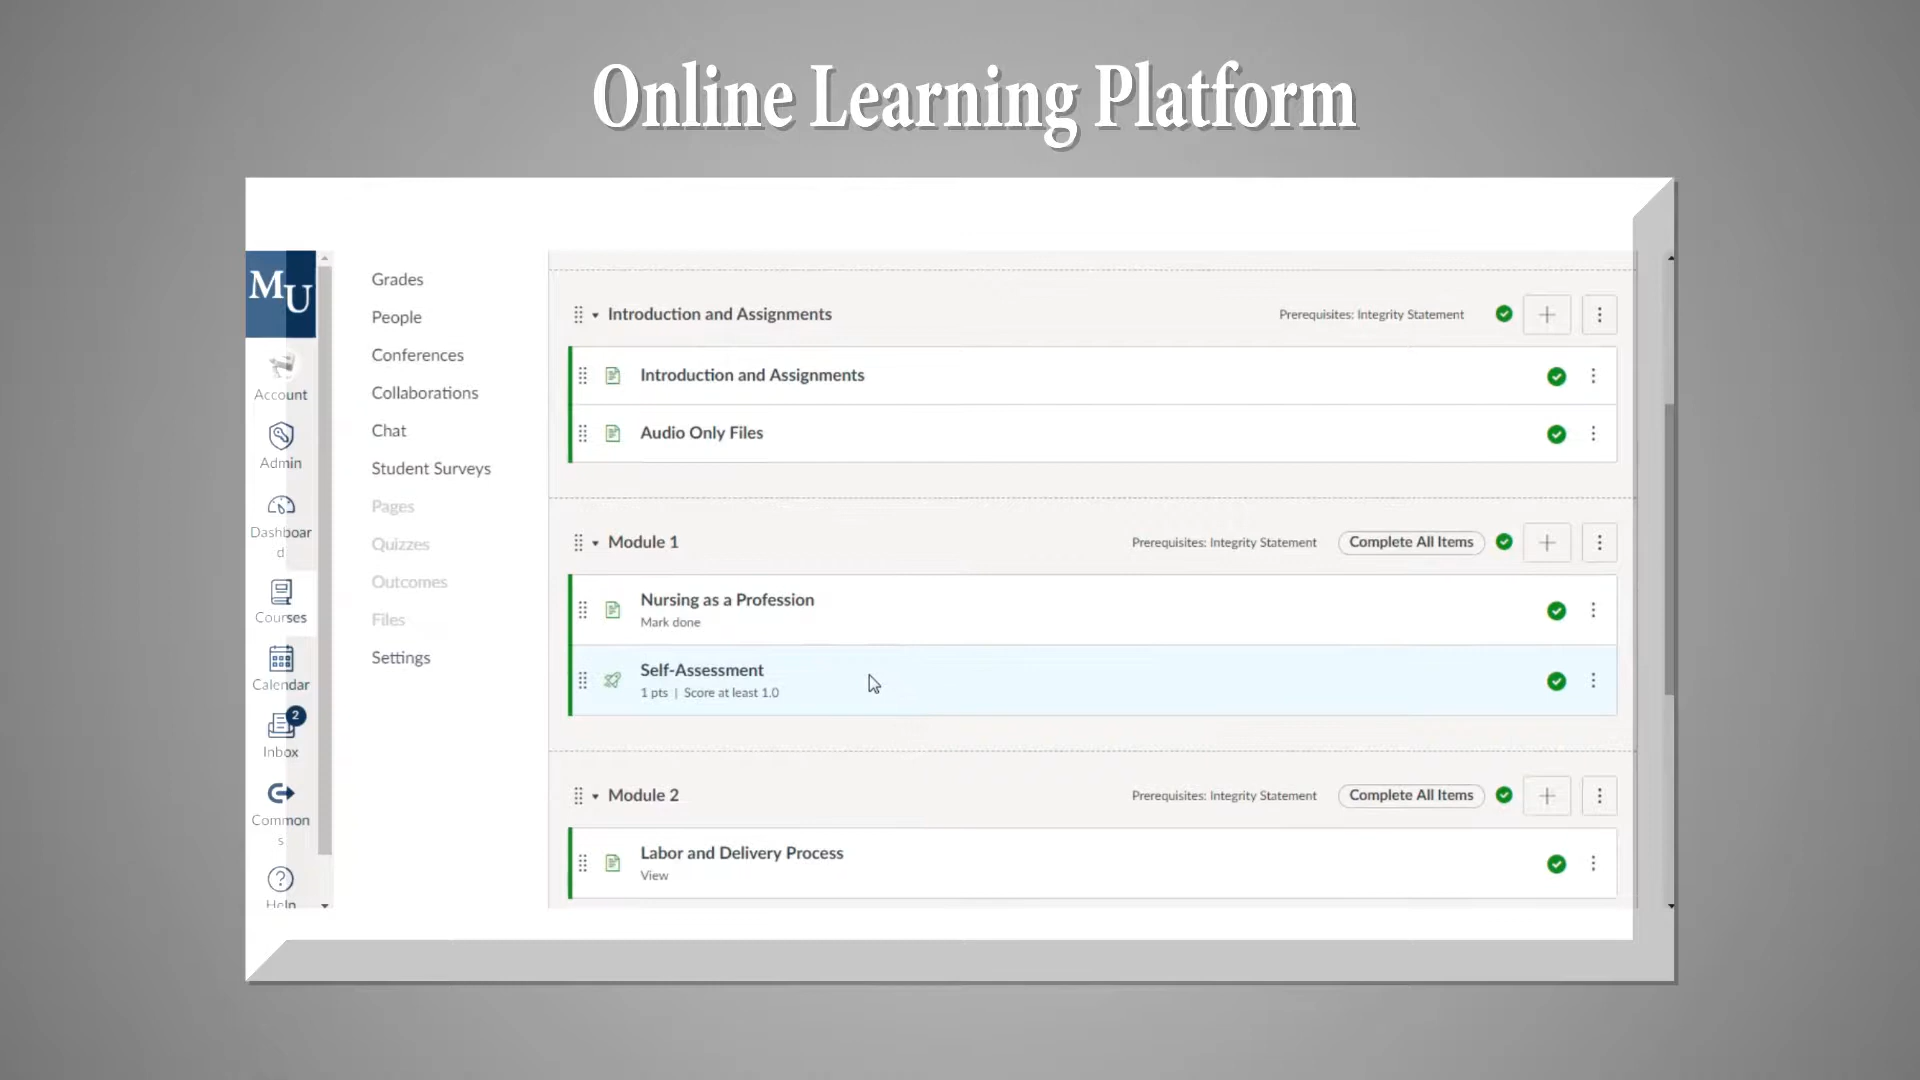 Online Learning Platform
MU
Account
Admin
Dashboar
d
Courses
Calendar
2
Inbox
Common
s
Help
Grades
People
Conferences
Collaborations
Chat
Student Surveys
Pages
Quizzes
Outcomes
Files
Settings
Introduction and Assignments Prerequisites: Integrity Statement
Introduction and Assignments
Audio Only Files
Module 1 Prerequisites: Integrity Statement Complete All Items
Nursing as a Profession
Mark done
Self-Assessment
1 pts | Score at least 1.0
Module 2 Prerequisites: Integrity Statement Complete All Items
Labor and Delivery Process
View